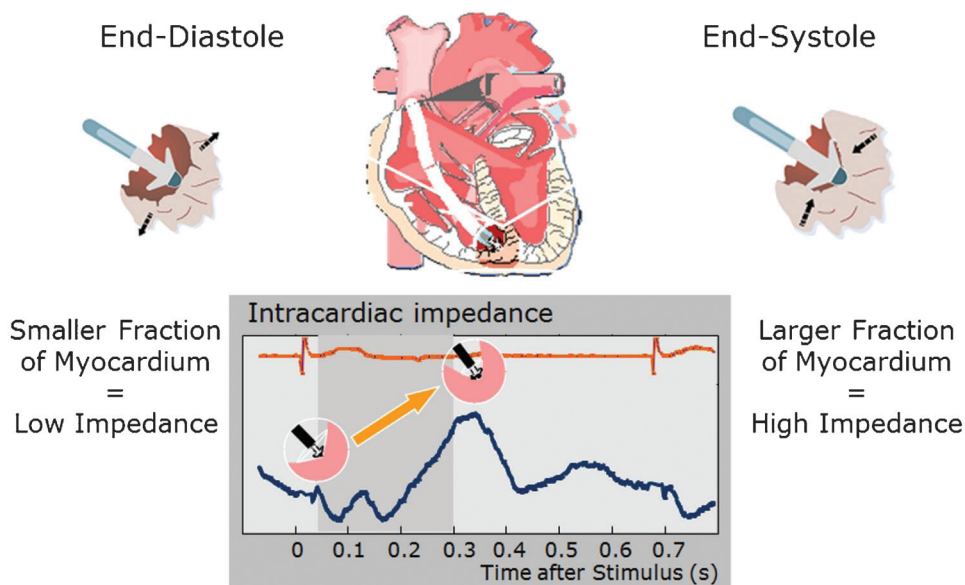 End-Diastole
End-Systole
Smaller Fraction
of Myocardium
=
Low Impedance
Intracardiac impedance
0 0.1 0.2 0.3 0.4 0.5 0.6 0.7
Time after Stimulus (s)
Larger Fraction
of Myocardium
=
High Impedance